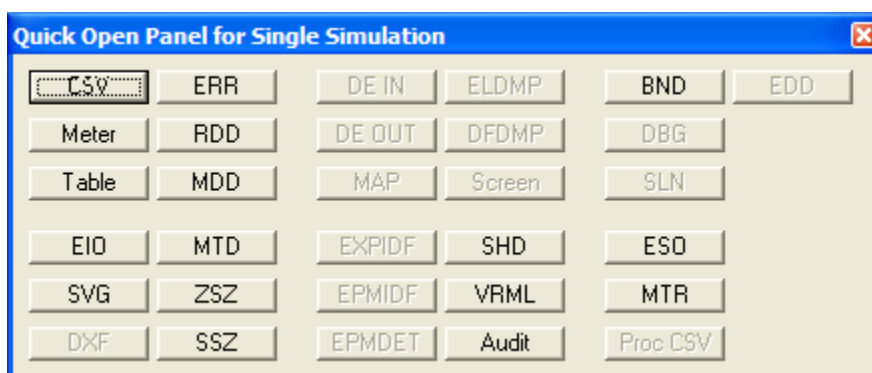 Quick Open Panel for Single Simulation
CSV ERR DE IN ELDMP BND EDD
Meter RDD DE OUT DFDMP DBG
Table MDD MAP Screen SLN
EIO MTD EXPIDF SHD ESO
SVG ZSZ EPMIDF VRML MTR
DXF SSZ EPMDET Audit Proc CSV